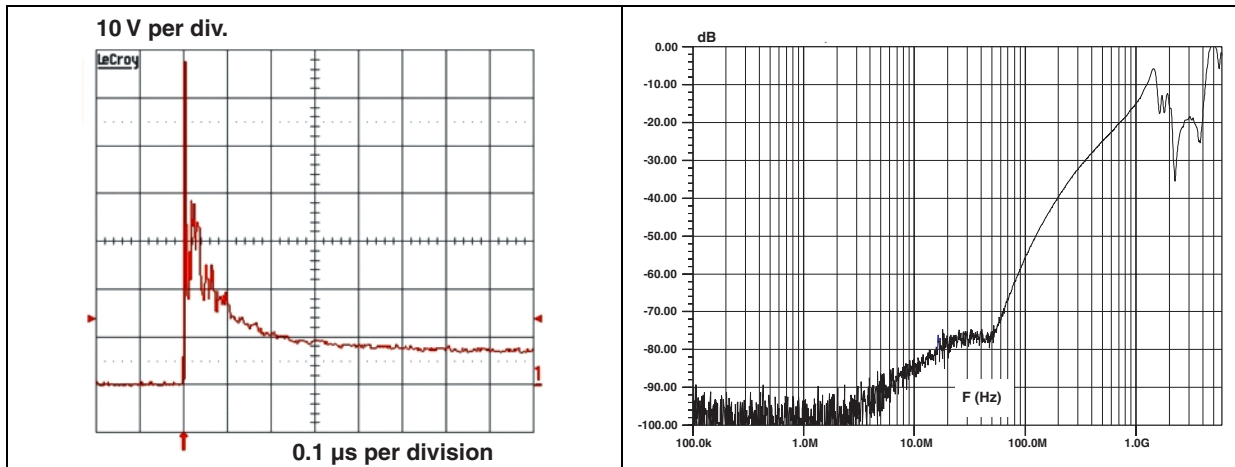 10 V per div.
LeCroy
1
0.1 µs per division
dB
0.00
-10.00
-20.00
-30.00
-40.00
-50.00
-60.00
-70.00
-80.00
-90.00
-100.00
F (Hz)
100.0k 1.0M 10.0M 100.0M 1.0G